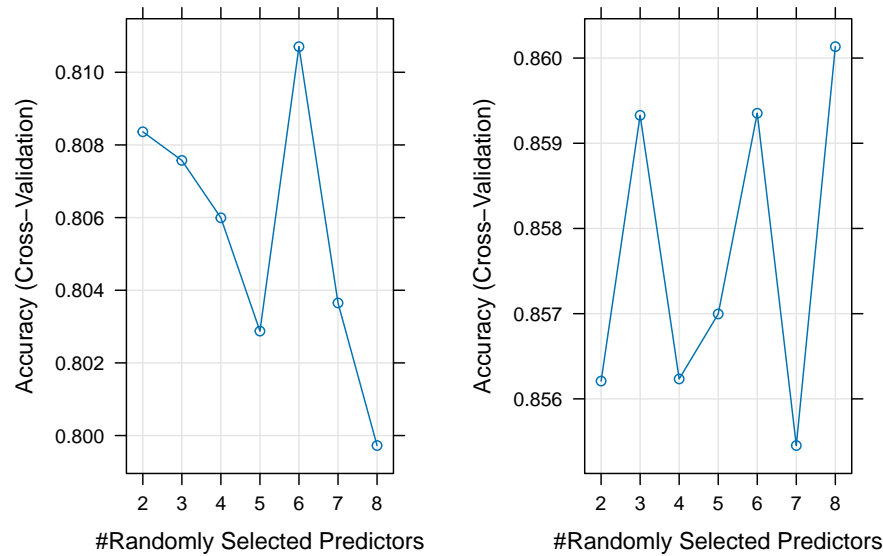 Accuracy (Cross−Validation)
0.810
0.808
0.806
0.804
0.802
0.800
2 3 4 5 6 7 8
#Randomly Selected Predictors
Accuracy (Cross−Validation)
0.860
0.859
0.858
0.857
0.856
2 3 4 5 6 7 8
#Randomly Selected Predictors